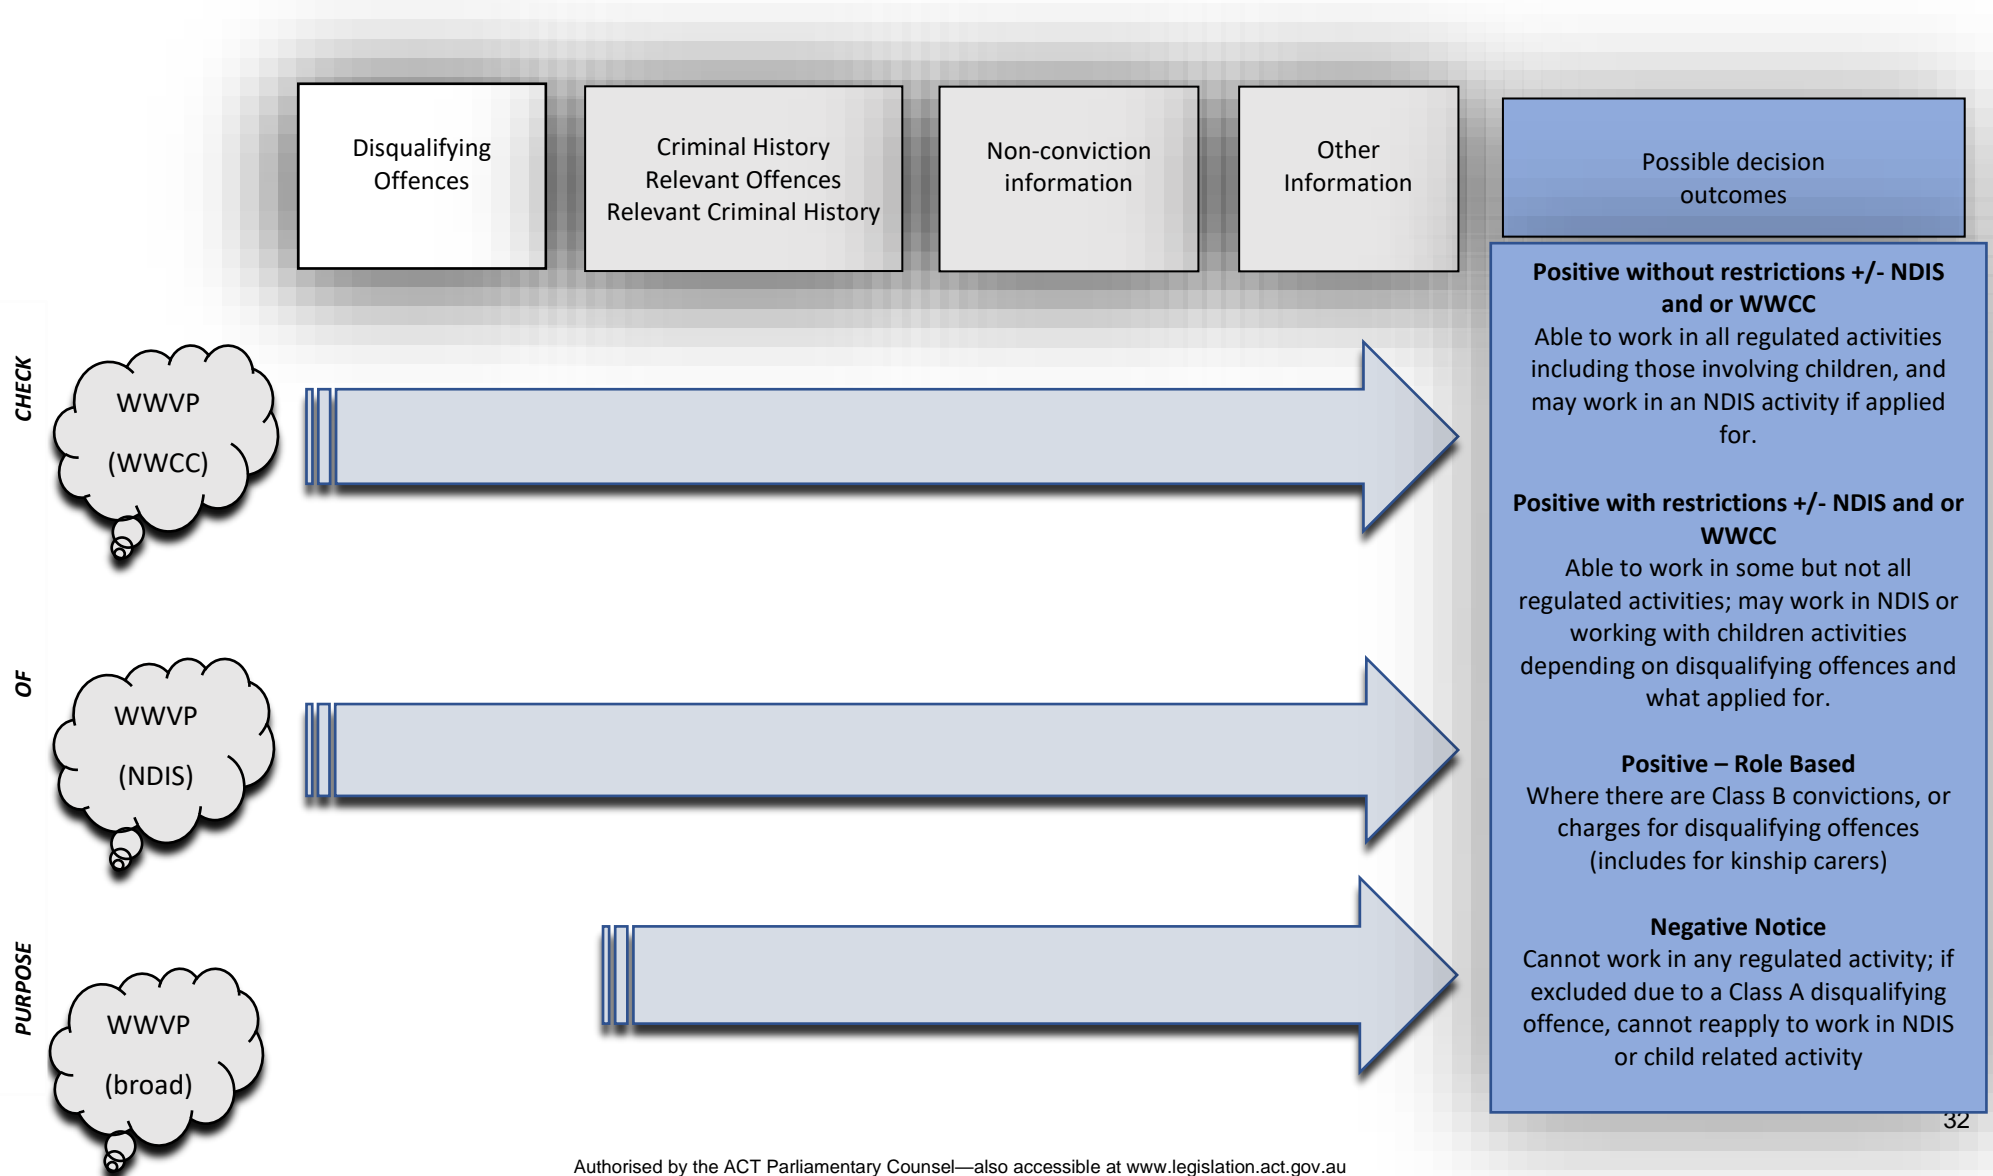 Disqualifying
Offences
Criminal History
Relevant Offences
Relevant Criminal History
Non-conviction
information
Other
Information
Possible decision
outcomes
CHECK
OF
PURPOSE
WWVP
(WWCC)
WWVP
(NDIS)
WWVP
(broad)
Positive without restrictions +/- NDIS
and or WWCC
Able to work in all regulated activities
including those involving children, and
may work in an NDIS activity if applied
for.
Positive with restrictions +/- NDIS and or
WWCC
Able to work in some but not all
regulated activities; may work in NDIS or
working with children activities
depending on disqualifying offences and
what applied for.
Positive – Role Based
Where there are Class B convictions, or
charges for disqualifying offences
(includes for kinship carers)
Negative Notice
Cannot work in any regulated activity; if
excluded due to a Class A disqualifying
offence, cannot reapply to work in NDIS
or child related activity
32
Authorised by the ACT Parliamentary Counsel—also accessible at www.legislation.act.gov.au